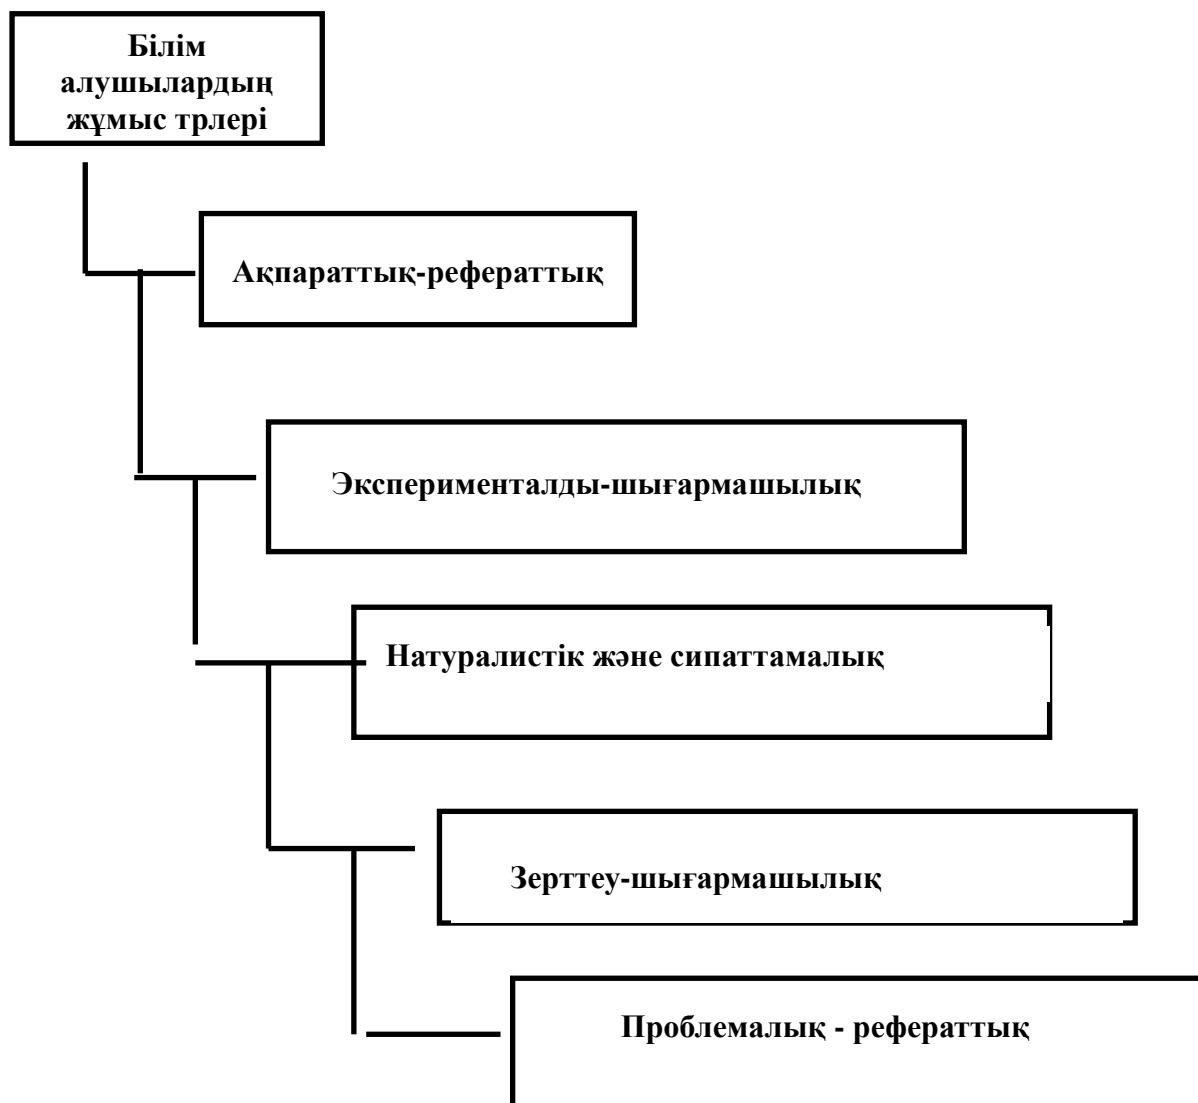 Білім
алушылардың
жұмыс трлері
Ақпараттық-рефераттық
Эксперименталды-шығармашылық
Натуралистік және сипаттамалық
Зерттеу-шығармашылық
Проблемалық - рефераттық